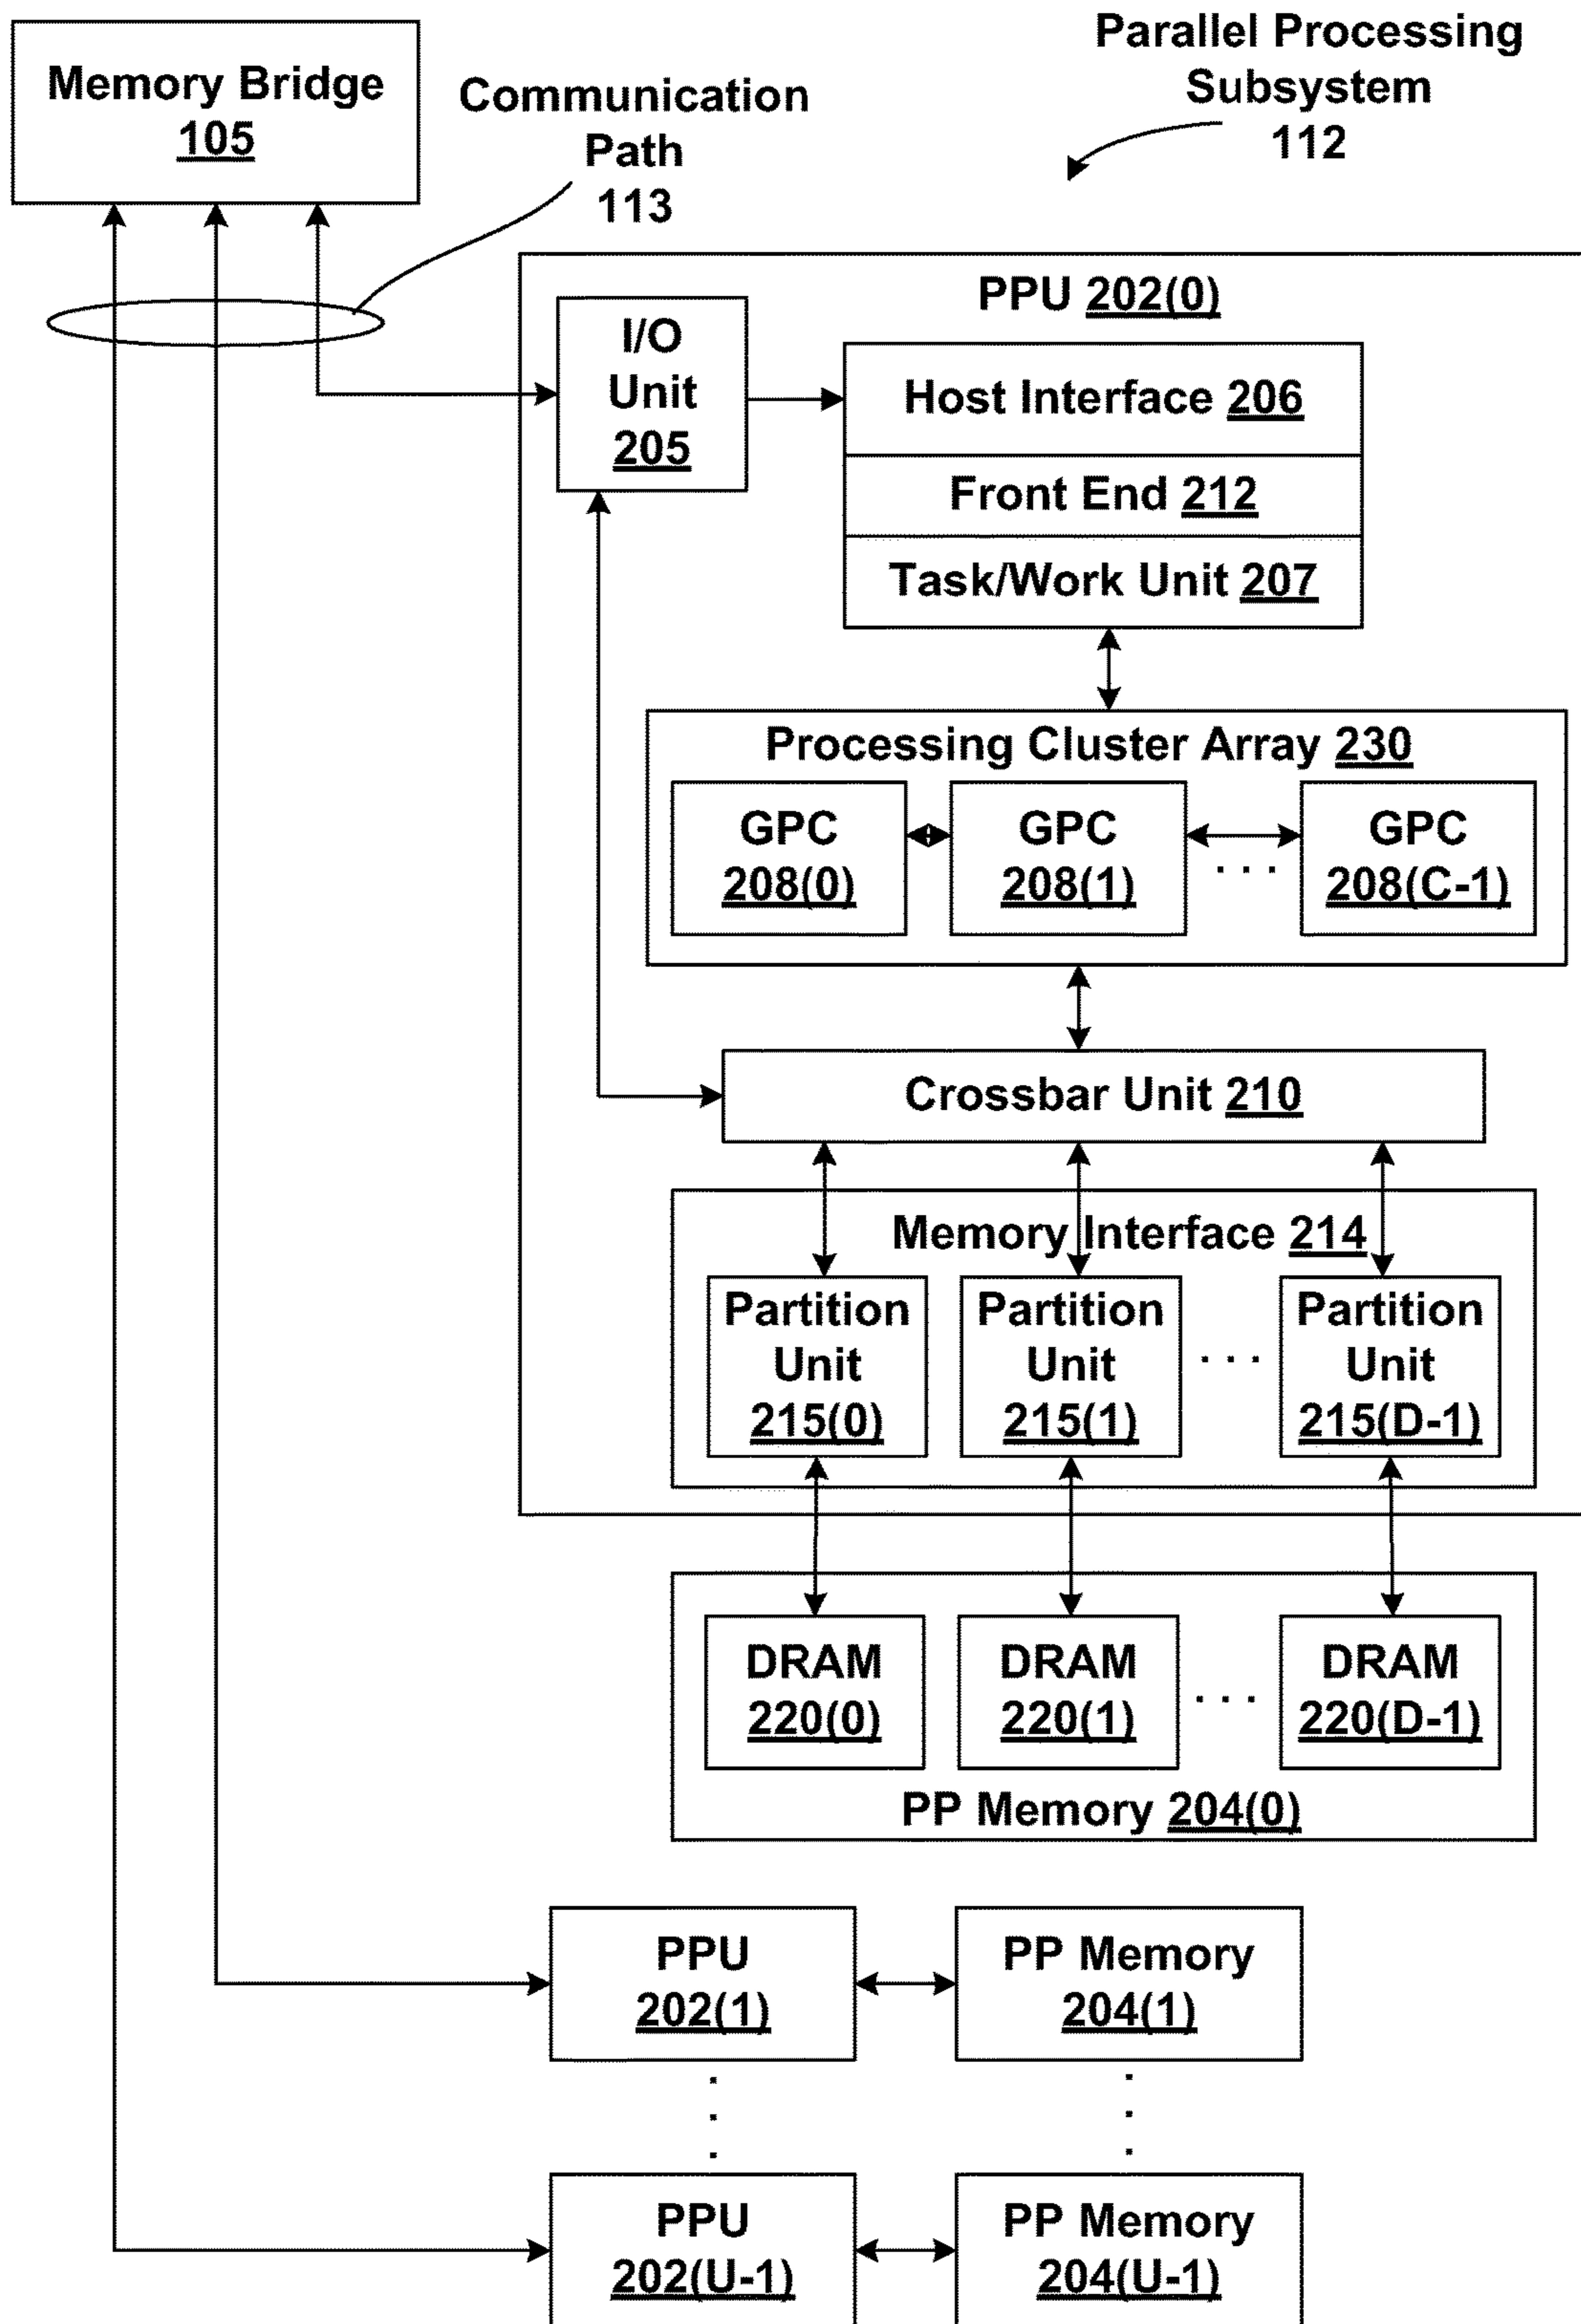 Memory Bridge
105
Communication
Path
113
Parallel Processing
Subsystem
112
PPU 202(0)
I/O
Unit
205
Host Interface 206
Front End 212
Task/Work Unit 207
Processing Cluster Array 230
GPC
208(0)
GPC
208(1)
. . .
GPC
208(C-1)
Crossbar Unit 210
Memory Interface 214
Partition
Unit
215(0)
Partition
Unit
215(1)
. . .
Partition
Unit
215(D-1)
DRAM
220(0)
DRAM
220(1)
. . .
DRAM
220(D-1)
PP Memory 204(0)
PPU
202(1)
PP Memory
204(1)
PPU
202(U-1)
PP Memory
204(U-1)